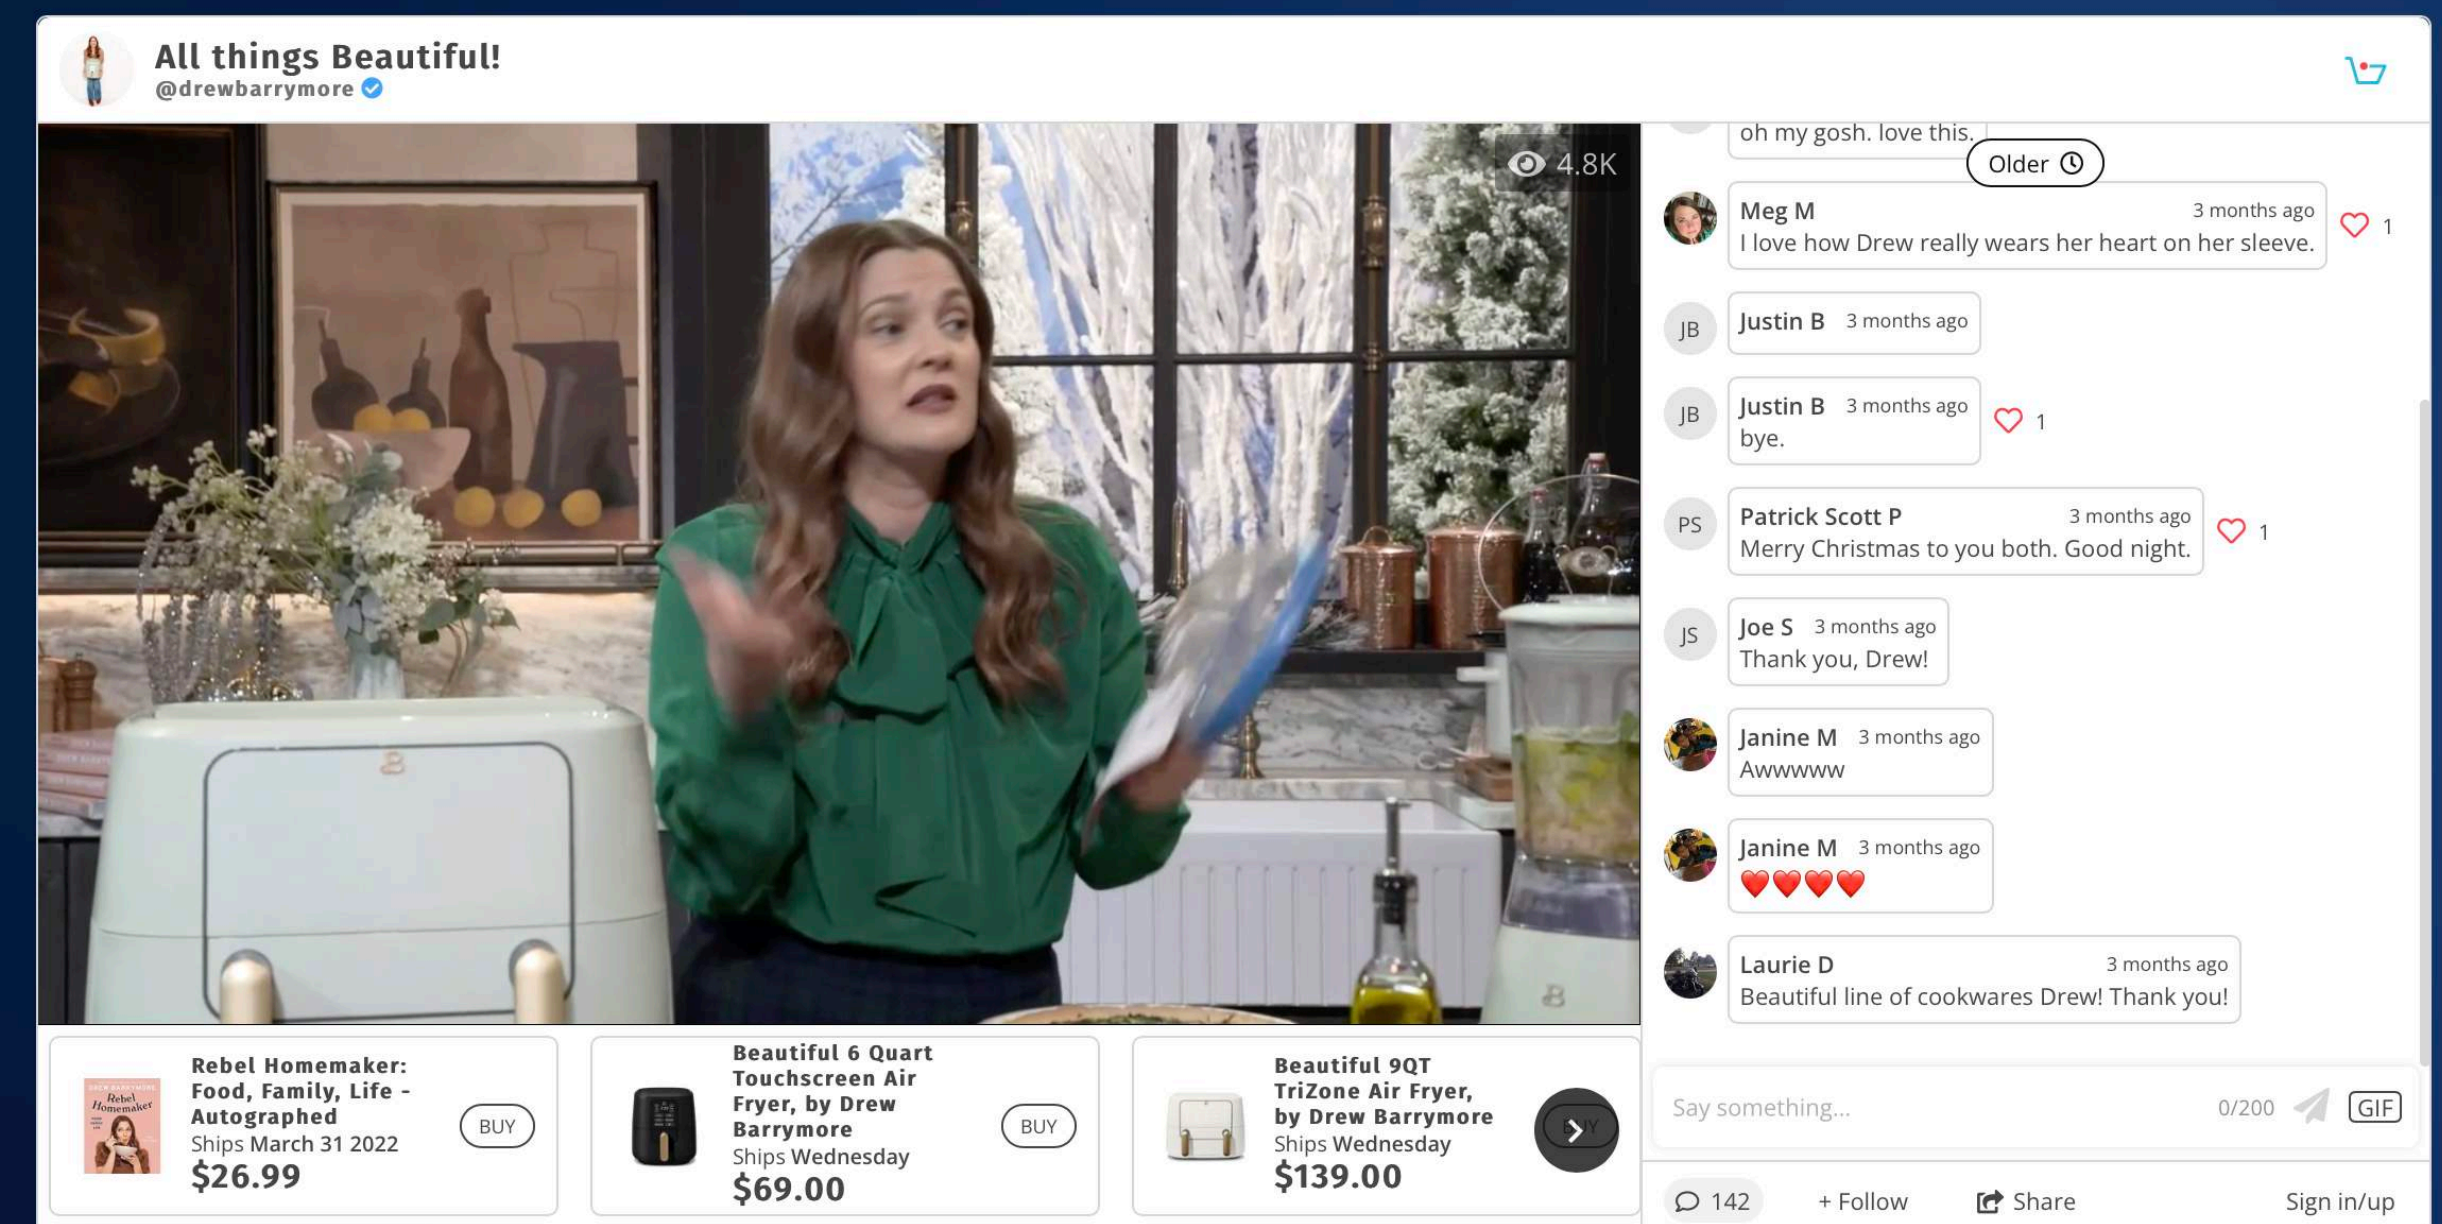 All things Beautiful!
@drewbarrymore
4.8K
oh my gosh. love this.
Older
Meg M 3 months ago
I love how Drew really wears her heart on her sleeve.
1
JB
Justin B 3 months ago
JB
Justin B 3 months ago
bye.
1
PS
Patrick Scott P 3 months ago
Merry Christmas to you both. Good night.
1
JS
Joe S 3 months ago
Thank you, Drew!
Janine M 3 months ago
Awwwww
Janine M 3 months ago
❤️❤️❤️❤️
Laurie D 3 months ago
Beautiful line of cookwares Drew! Thank you!
B
B
DREW BARRYMORE
Rebel
Homemaker
Rebel Homemaker:
Food, Family, Life -
Autographed
Ships March 31 2022
$26.99
BUY
Beautiful 6 Quart
Touchscreen Air
Fryer, by Drew
Barrymore
Ships Wednesday
$69.00
BUY
Beautiful 9QT
TriZone Air Fryer,
by Drew Barrymore
Ships Wednesday
$139.00
BUY
Say something...
0/200
GIF
142
+ Follow
Share
Sign in/up